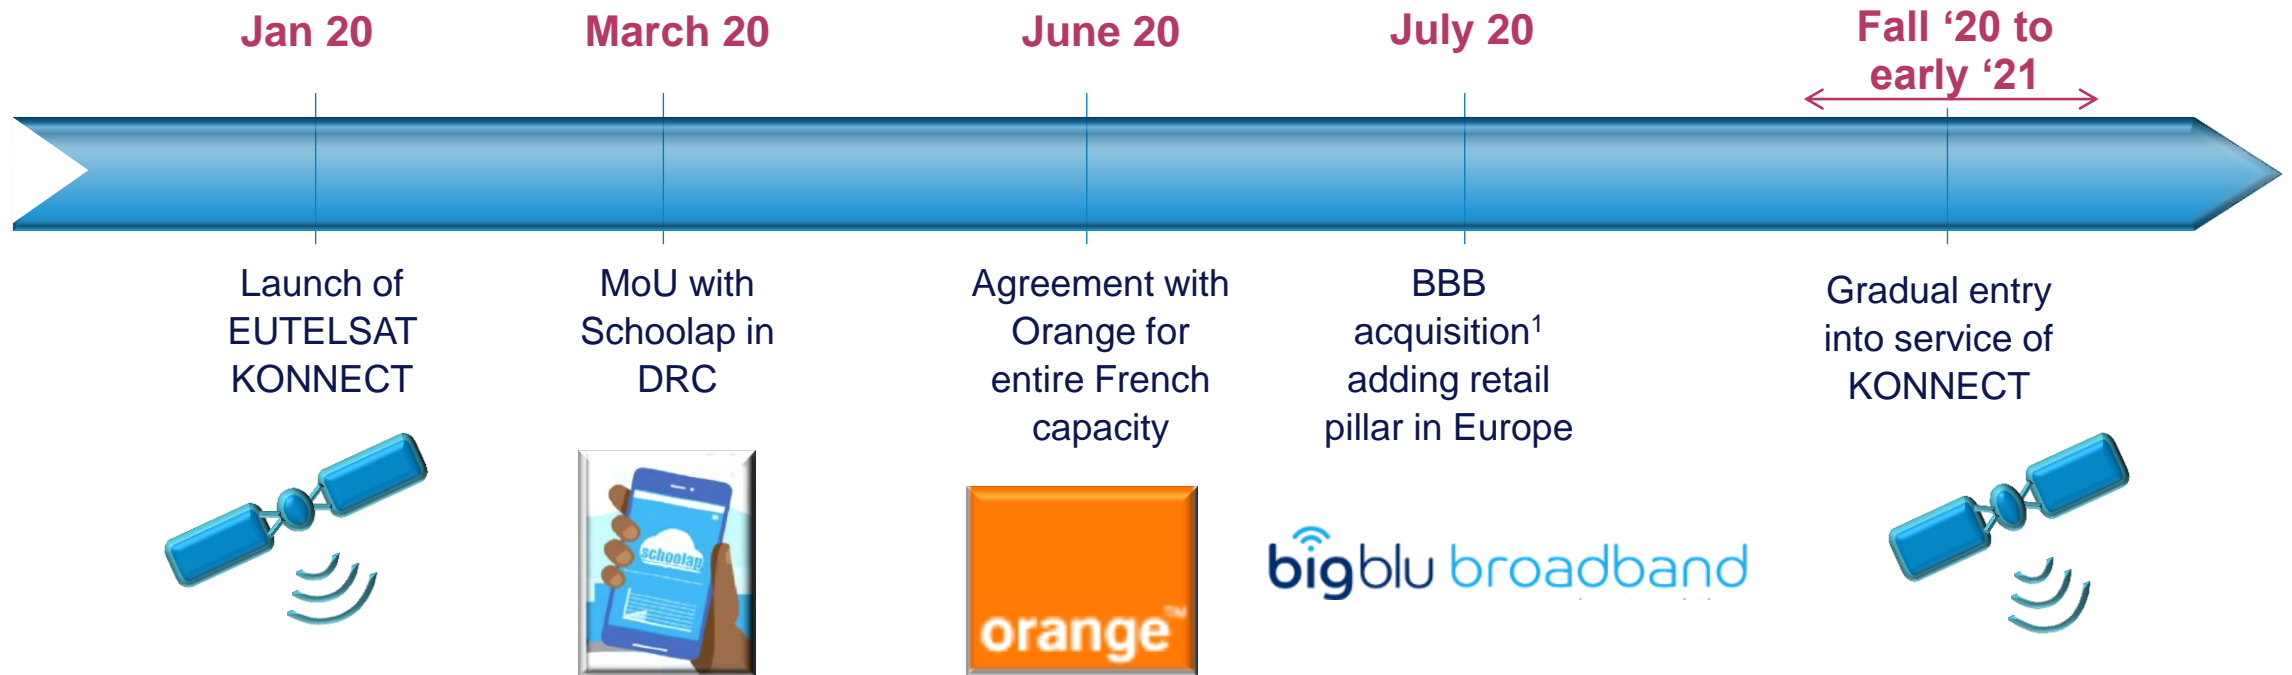 Jan 20
March 20
June 20
July 20
Fall ‘20 to
early ‘21
Launch of
EUTELSAT
KONNECT
MoU with
Schoolap in
DRC
Agreement with
Orange for
entire French
capacity
BBB
acquisition¹
adding retail
pillar in Europe
Gradual entry
into service of
KONNECT
schoolap
orange™
bigblu broadband